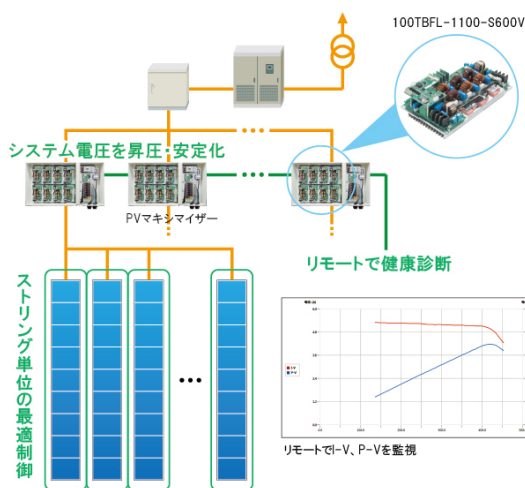 100TBFL-1100-S600V
システム電圧を昇圧・安定化
PVマキシマイザー
リモートで健康診断
ストリング単位の最適制御
I-V
P-V
リモートでI-V、P-Vを監視